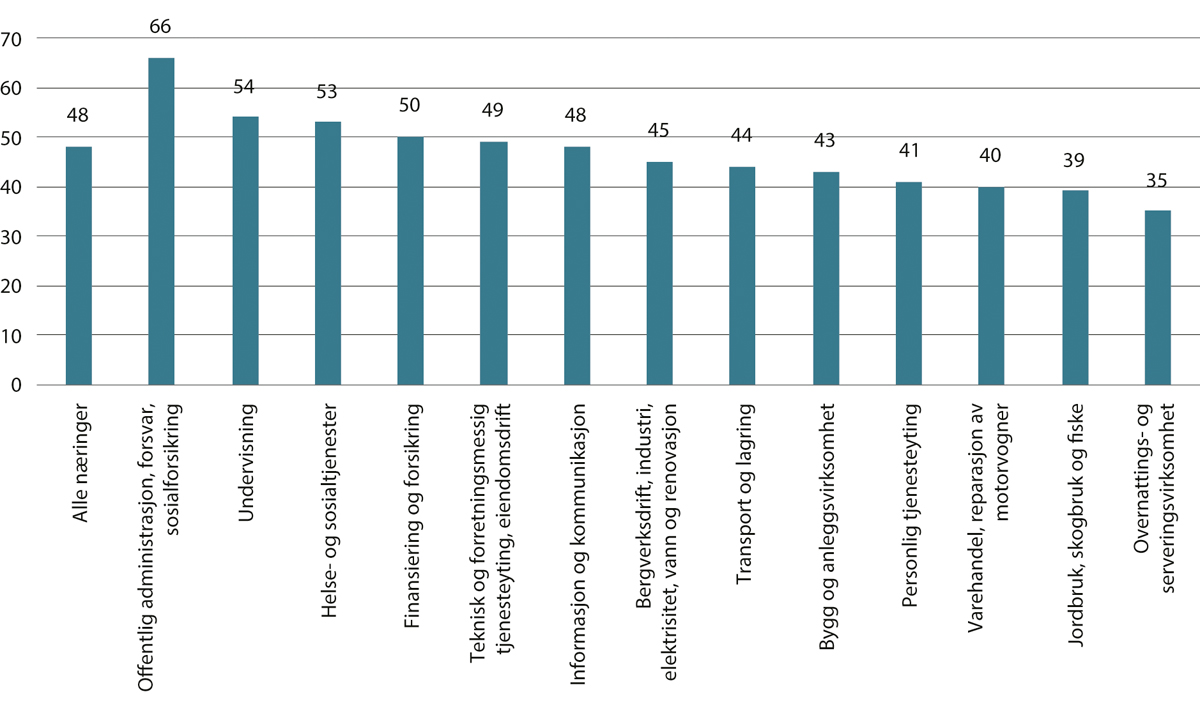 70
60
50
40
30
20
10
0
48
66
54
53
50
49
48
45
44
43
41
40
39
35
Alle næringer
Offentlig administrasjon, forsvar,
sosialforsikring
Undervisning
Helse- og sosialtjenester
Finansiering og forsikring
Teknisk og forretningsmessig
tjenesteyting, eiendomsdrift
Informasjon og kommunikasjon
Bergverksdrift, industri,
elektrisitet, vann og renovasjon
Transport og lagring
Bygg og anleggsvirksomhet
Personlig tjenesteyting
Varehandel, reparasjon av
motorvogner
Jordbruk, skogbruk og fiske
Overnattings- og
serveringsvirksomhet